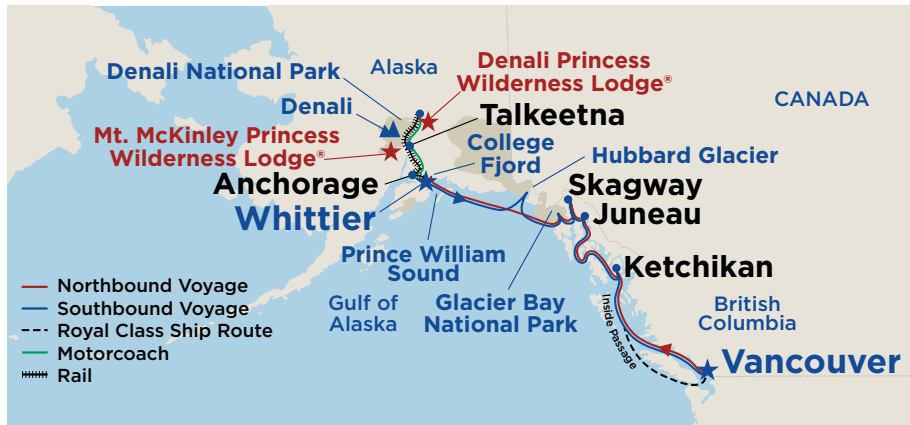 Denali National Park
Alaska
Denali Princess
Wilderness Lodge®
CANADA
Denali
Talkeetna
Mt. McKinley Princess
Wilderness Lodge®
College
Fjord
Hubbard Glacier
Anchorage
Skagway
Whittier
Juneau
Prince William
Sound
Ketchikan
Gulf of
Alaska
Glacier Bay
National Park
British
Columbia
Inside Passage
Vancouver
Northbound Voyage
Southbound Voyage
Royal Class Ship Route
Motorcoach
Rail